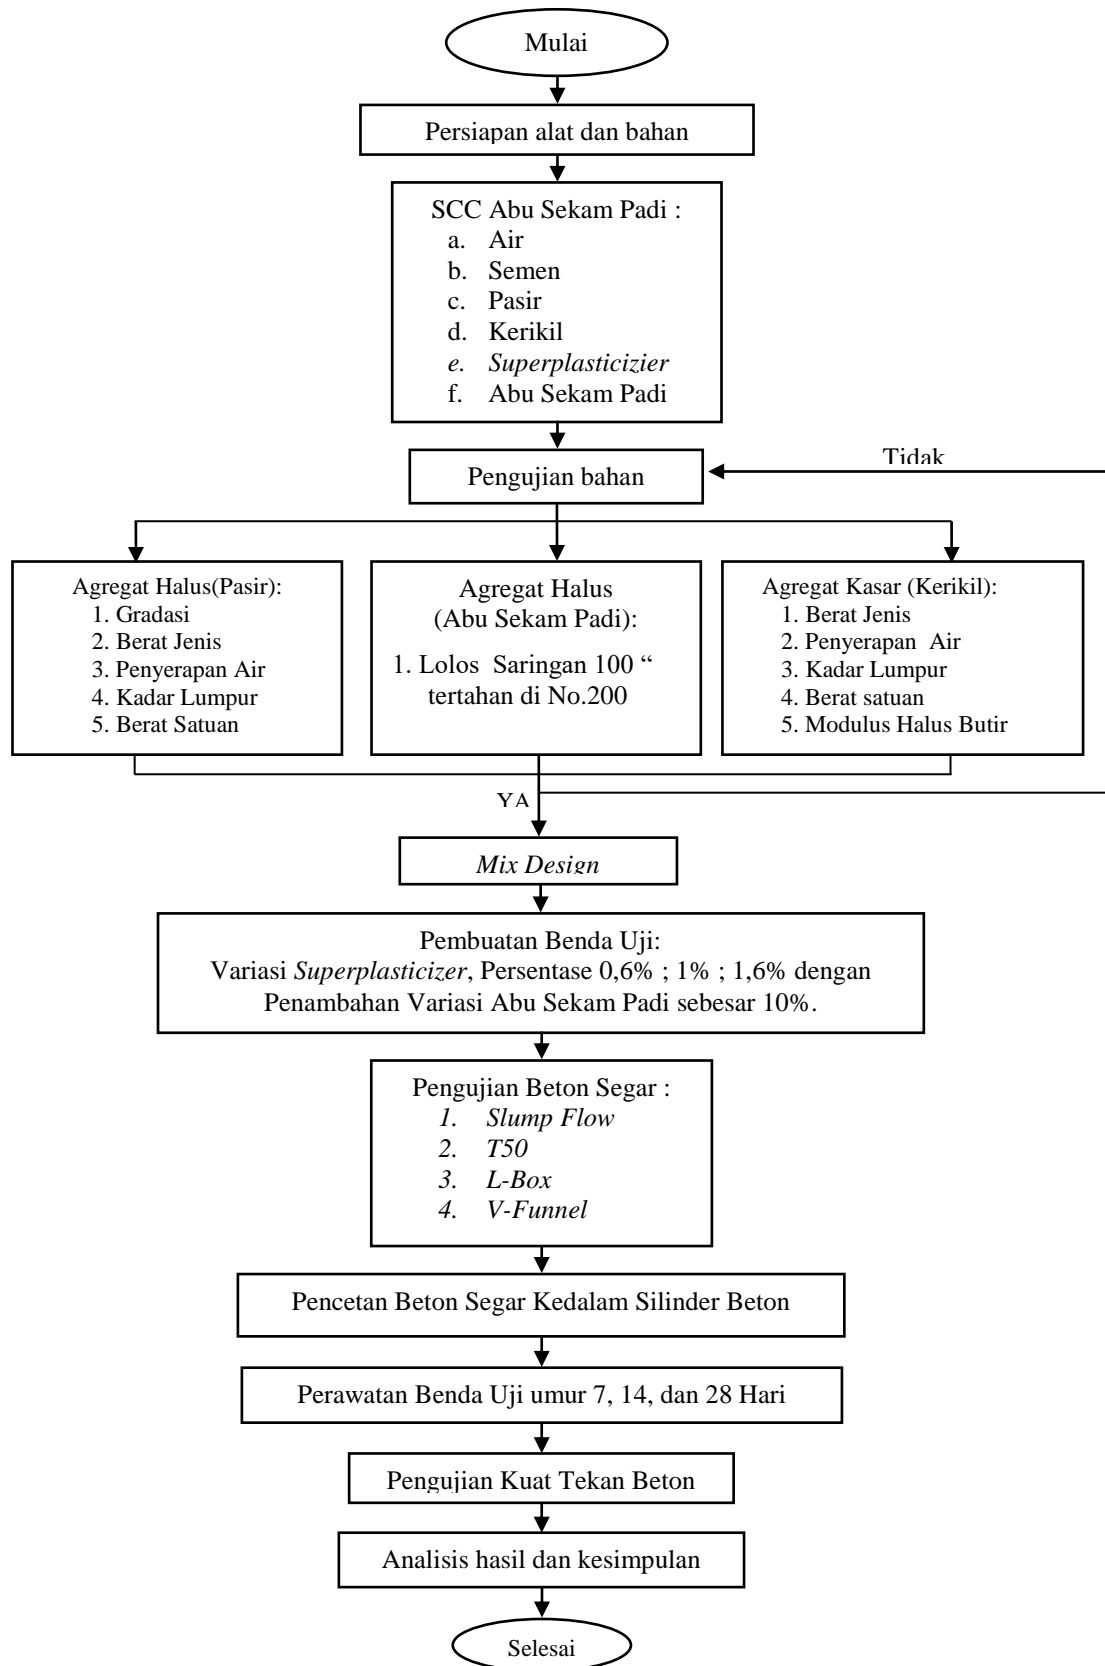 Mulai
Persiapan alat dan bahan
SCC Abu Sekam Padi :
a. Air
b. Semen
c. Pasir
d. Kerikil
e. Superplasticizier
f. Abu Sekam Padi
Pengujian bahan
Tidak
Agregat Halus(Pasir):
1. Gradasi
2. Berat Jenis
3. Penyerapan Air
4. Kadar Lumpur
5. Berat Satuan
Agregat Halus
(Abu Sekam Padi):
1. Lolos Saringan 100 “
tertahan di No.200
Agregat Kasar (Kerikil):
1. Berat Jenis
2. Penyerapan Air
3. Kadar Lumpur
4. Berat satuan
5. Modulus Halus Butir
YA
Mix Design
Pembuatan Benda Uji:
Variasi Superplasticizer, Persentase 0,6% ; 1% ; 1,6% dengan
Penambahan Variasi Abu Sekam Padi sebesar 10%.
Pengujian Beton Segar :
1. Slump Flow
2. T50
3. L-Box
4. V-Funnel
Pencetan Beton Segar Kedalam Silinder Beton
Perawatan Benda Uji umur 7, 14, dan 28 Hari
Pengujian Kuat Tekan Beton
Analisis hasil dan kesimpulan
Selesai